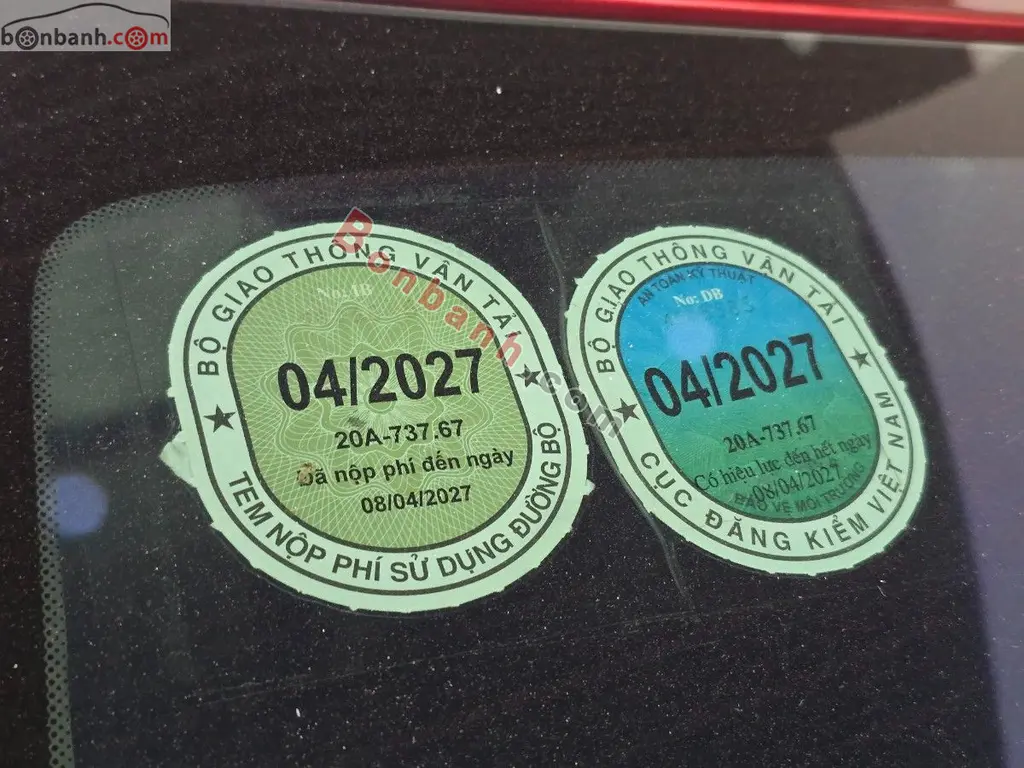 bonbanh.com
Bonbanh.com
BỘ GIAO THÔNG VẬN TẢI
No: AB
04/2027
20A-737.67
Đã nộp phí đến ngày
08/04/2027
TEM NỘP PHÍ SỬ DỤNG ĐƯỜNG BỘ
BỘ GIAO THÔNG VẬN TẢI
AN TOÀN KỸ THUẬT
No: DB
04/2027
20A-737.67
Có hiệu lực đến hết ngày
08/04/2027
BẢO VỆ MÔI TRƯỜNG
CỤC ĐĂNG KIỂM VIỆT NAM